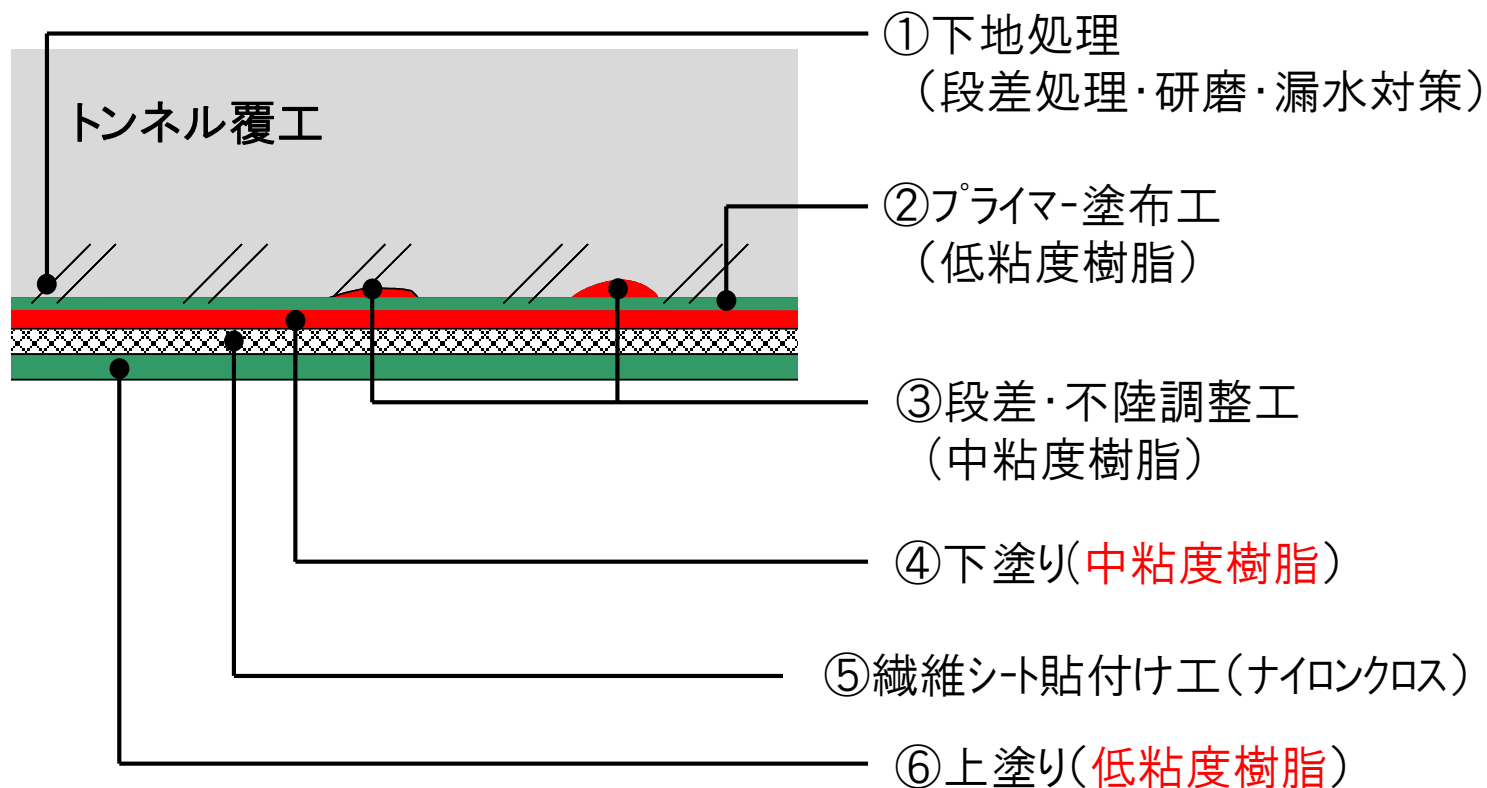 トンネル覆工
①下地処理
（段差処理･研磨･漏水対策）
②プライマｰ塗布工
（低粘度樹脂）
③段差･不陸調整工
（中粘度樹脂）
④下塗り(中粘度樹脂）
⑤繊維シｰト貼付け工（ナイロンクロス）
⑥上塗り(低粘度樹脂）